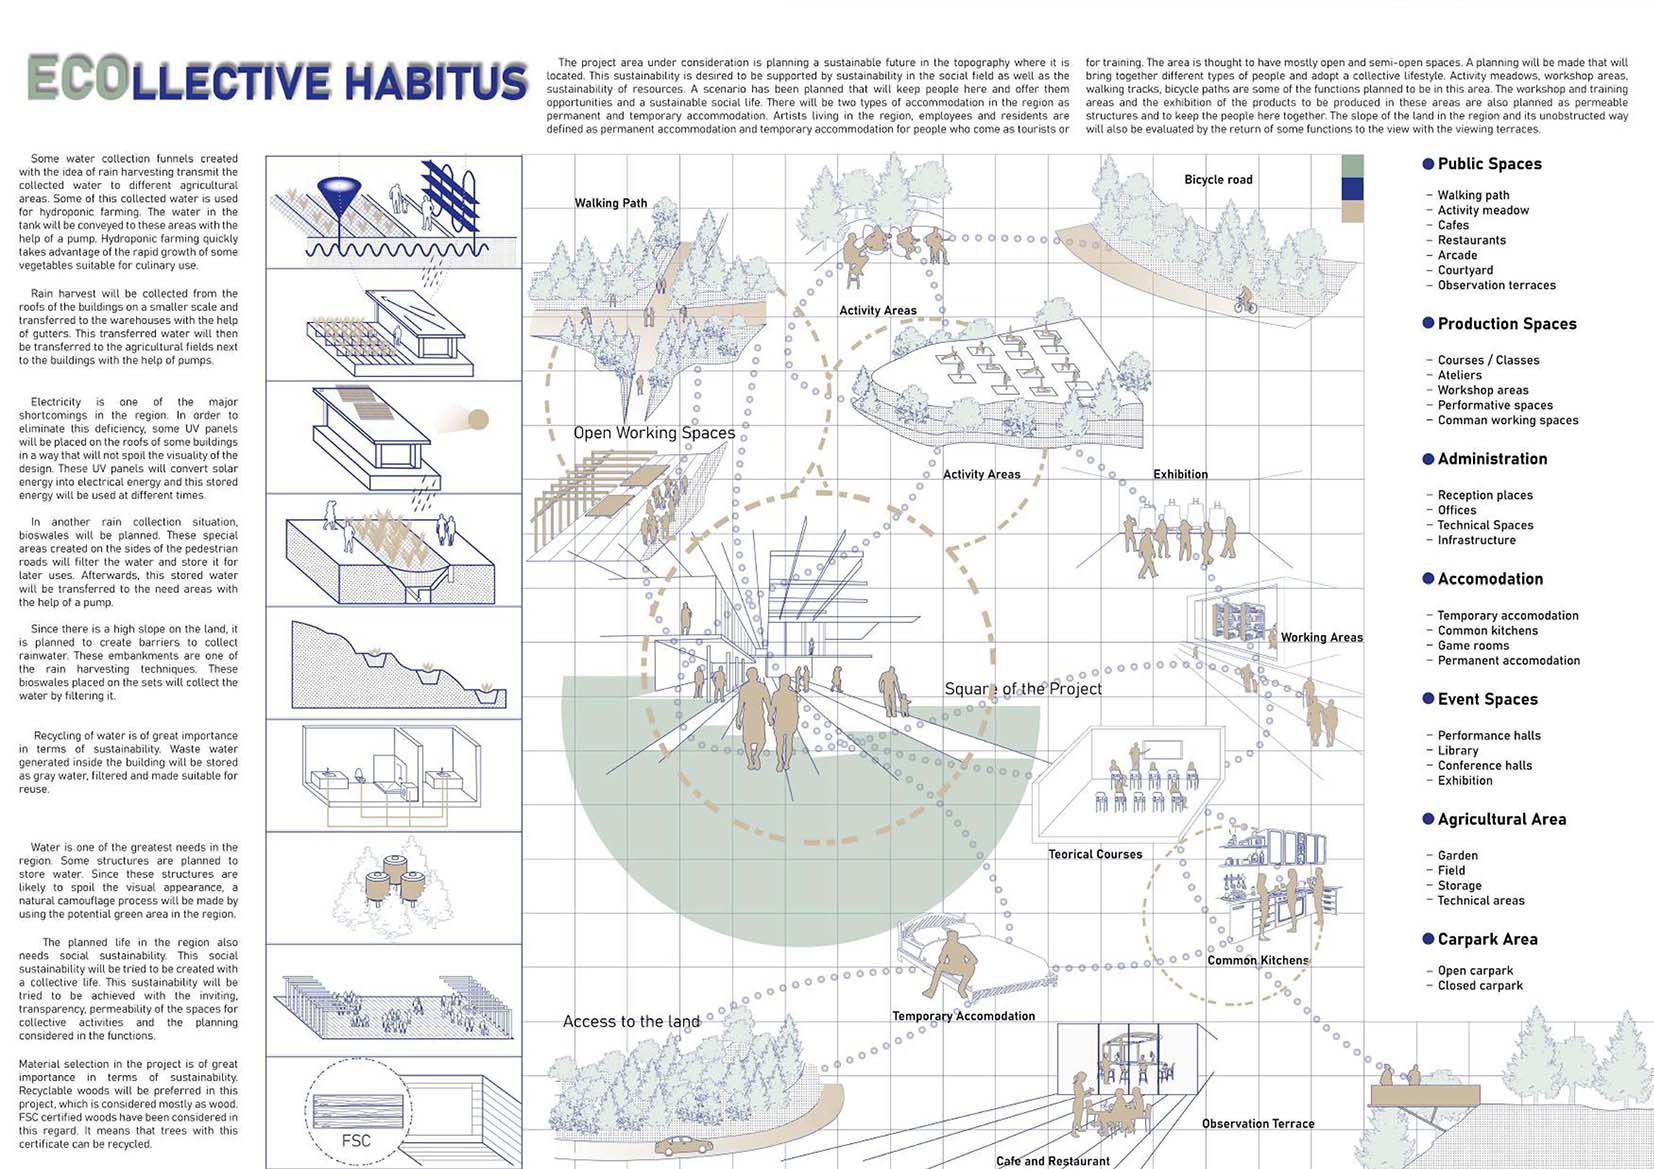 ECOLLECTIVE HABITUS
The project area under consideration is planning a sustainable future in the topography where it is
located. This sustainability is desired to be supported by sustainability in the social field as well as the
sustainability of resources. A scenario has been planned that will keep people here and offer them
opportunities and a sustainable social life. There will be two types of accommodation in the region as
permanent and temporary accommodation. Artists living in the region, employees and residents are
defined as permanent accommodation and temporary accommodation for people who come as tourists or
for training. The area is thought to have mostly open and semi-open spaces. A planning will be made that will
bring together different types of people and adopt a collective lifestyle. Activity meadows, workshop areas,
walking tracks, bicycle paths are some of the functions planned to be in this area. The workshop and training
areas and the exhibition of the products to be produced in these areas are also planned as permeable
structures and to keep the people here together. The slope of the land in the region and its unobstructed way
will also be evaluated by the return of some functions to the view with the viewing terraces.
Some water collection funnels created
with the idea of rain harvesting transmit the
collected water to different agricultural
areas. Some of this collected water is used
for hydroponic farming. The water in the
tank will be conveyed to these areas with the
help of a pump. Hydroponic farming quickly
takes advantage of the rapid growth of some
vegetables suitable for culinary use.
Rain harvest will be collected from the
roofs of the buildings on a smaller scale and
transferred to the warehouses with the help
of gutters. This transferred water will then
be transferred to the agricultural fields next
to the buildings with the help of pumps.
Electricity is one of the major
shortcomings in the region. In order to
eliminate this deficiency, some UV panels
will be placed on the roofs of some buildings
in a way that will not spoil the visuality of the
design. These UV panels will convert solar
energy into electrical energy and this stored
energy will be used at different times.
In another rain collection situation,
bioswales will be planned. These special
areas created on the sides of the pedestrian
roads will filter the water and store it for
later uses. Afterwards, this stored water
will be transferred to the need areas with
the help of a pump.
Since there is a high slope on the land, it
is planned to create barriers to collect
rainwater. These embankments are one of
the rain harvesting techniques. These
bioswales placed on the sets will collect the
water by filtering it.
Recycling of water is of great importance
in terms of sustainability. Waste water
generated inside the building will be stored
as gray water, filtered and made suitable for
reuse.
Water is one of the greatest needs in the
region. Some structures are planned to
store water. Since these structures are
likely to spoil the visual appearance, a
natural camouflage process will be made by
using the potential green area in the region.
The planned life in the region also
needs social sustainability. This social
sustainability will be tried to be created with
a collective life. This sustainability will be
tried to be achieved with the inviting,
transparency, permeability of the spaces for
collective activities and the planning
considered in the functions.
Material selection in the project is of great
importance in terms of sustainability.
Recyclable woods will be preferred in this
project, which is considered mostly as wood.
FSC certified woods have been considered in
this regard. It means that trees with this
certificate can be recycled.
FSC
Walking Path
Bicycle road
Activity Areas
Open Working Spaces
Activity Areas
Exhibition
Working Areas
Square of the Project
Teorical Courses
Common Kitchens
Temporary Accomodation
Access to the land
Observation Terrace
Cafe and Restaurant
Public Spaces
– Walking path
– Activity meadow
– Cafes
– Restaurants
– Arcade
– Courtyard
– Observation terraces
Production Spaces
– Courses / Classes
– Ateliers
– Workshop areas
– Performative spaces
– Comman working spaces
Administration
– Reception places
– Offices
– Technical Spaces
– Infrastructure
Accomodation
– Temporary accomodation
– Common kitchens
– Game rooms
– Permanent accomodation
Event Spaces
– Performance halls
– Library
– Conference halls
– Exhibition
Agricultural Area
– Garden
– Field
– Storage
– Technical areas
Carpark Area
– Open carpark
– Closed carpark